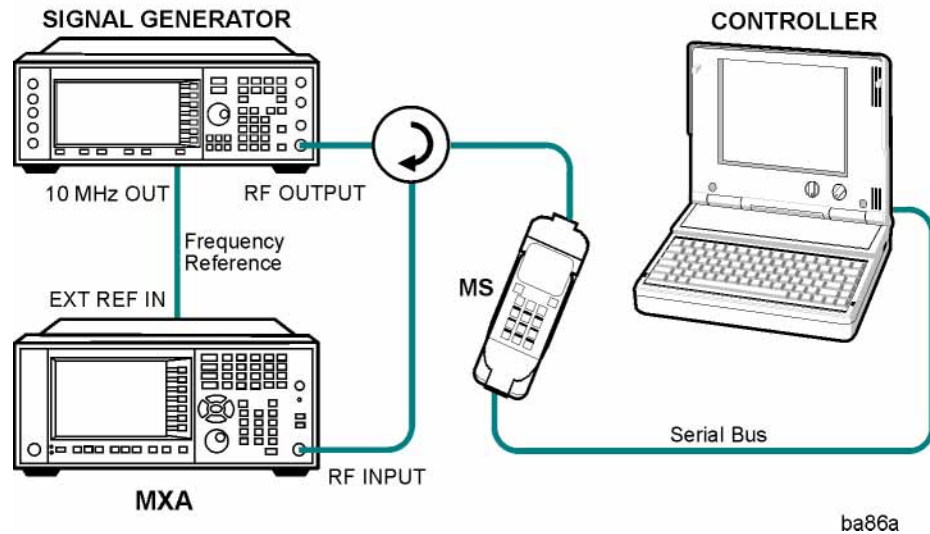 SIGNAL GENERATOR
CONTROLLER
10 MHz OUT
RF OUTPUT
Frequency
Reference
MS
EXT REF IN
Serial Bus
RF INPUT
MXA
ba86a